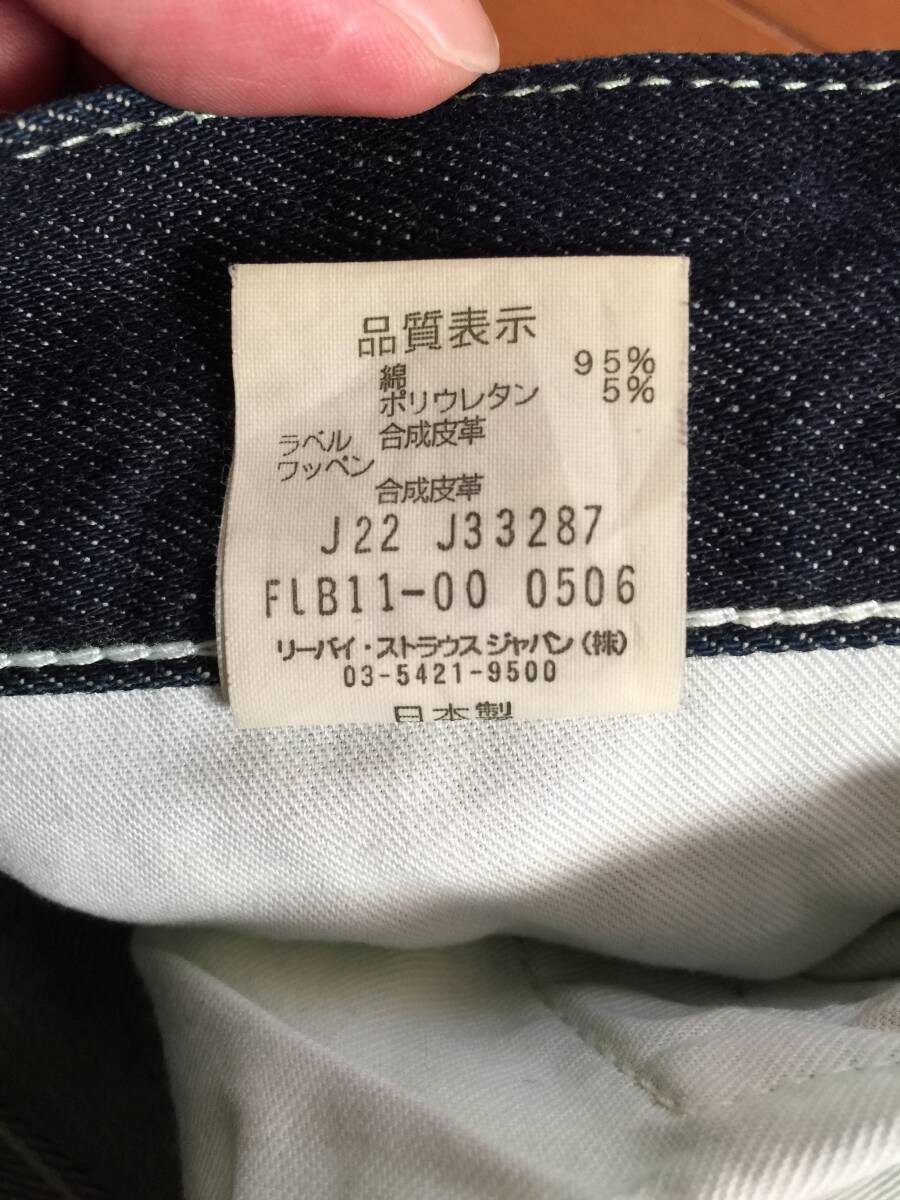 品質表示
綿 95%
ポリウレタン 5%
ラベル 合成皮革
ワッペン
合成皮革
J22 J33287
FLB11-00 0506
リーバイ・ストラウス ジャパン(株)
03-5421-9500
日本製